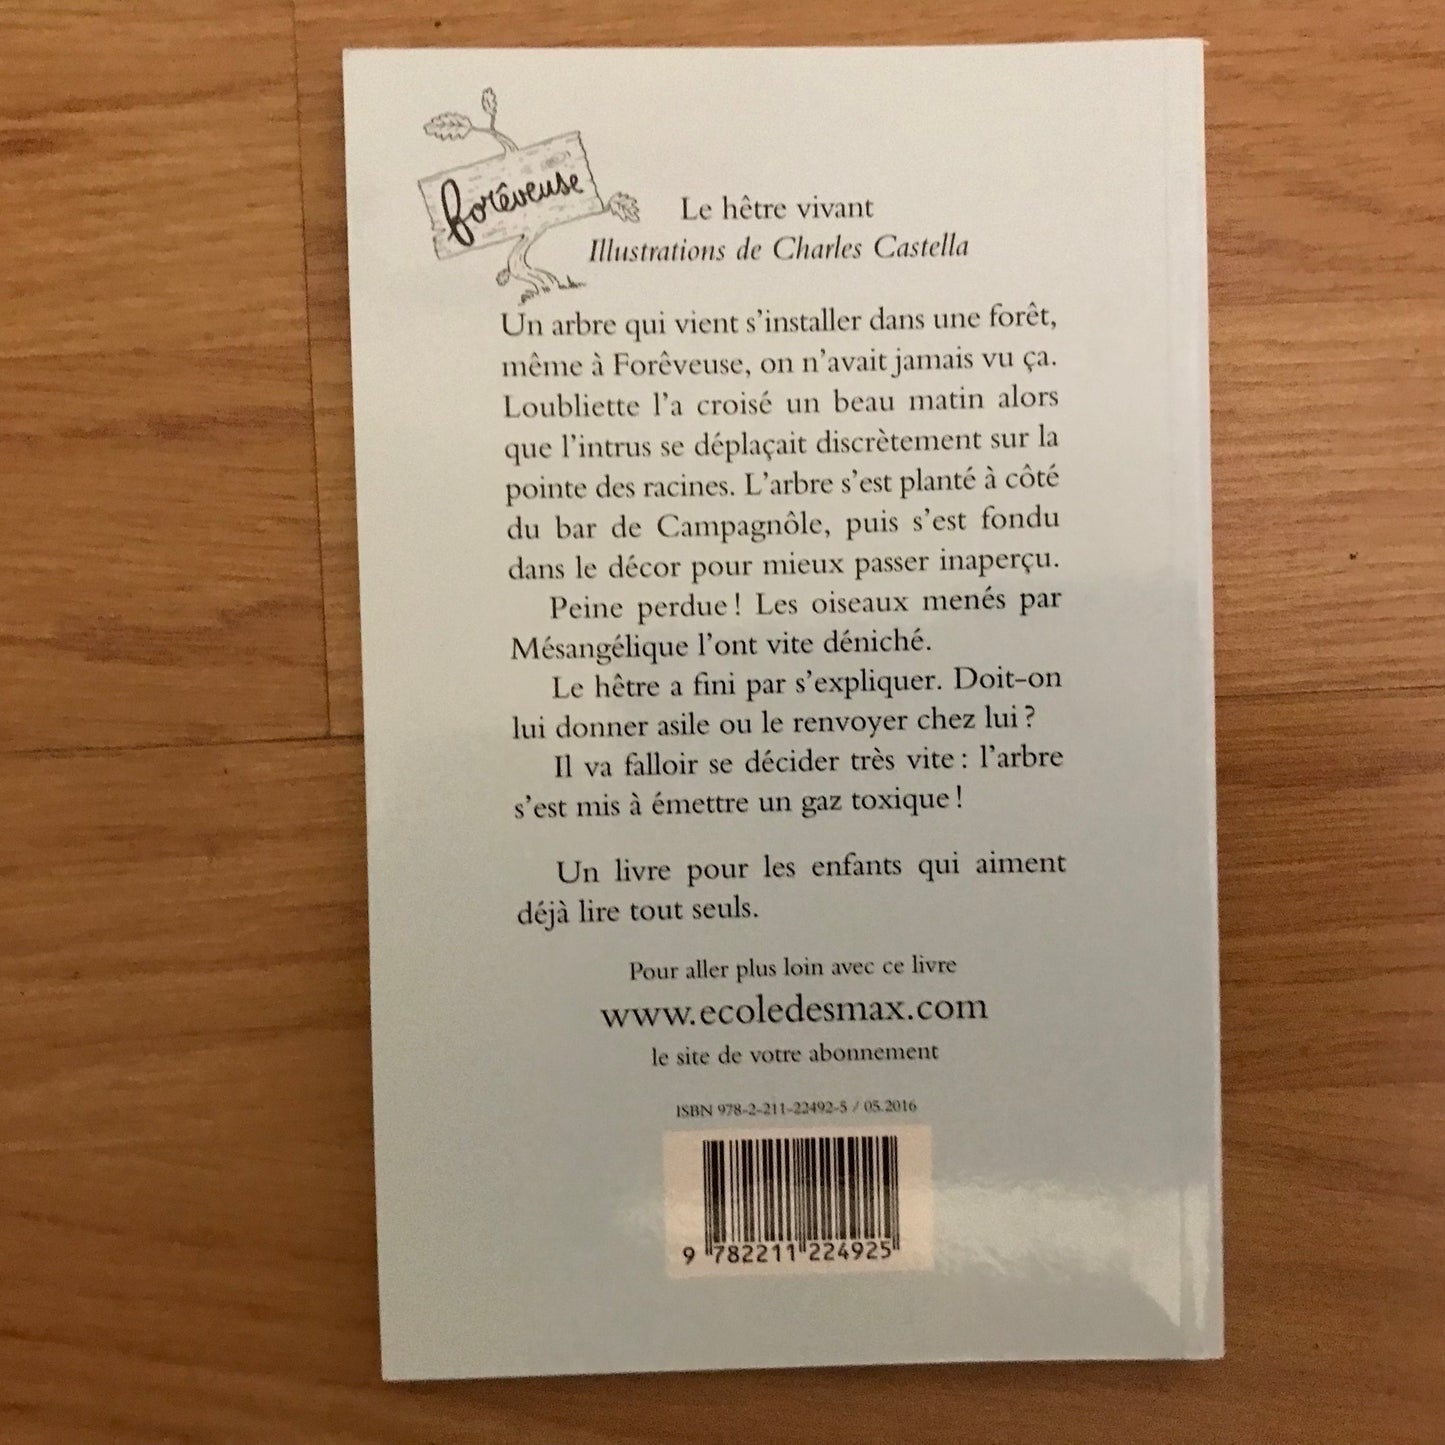 forêveuse
Le hêtre vivant
Illustrations de Charles Castella
Un arbre qui vient s’installer dans une forêt,
même à Forêveuse, on n’avait jamais vu ça.
Loubliette l’a croisé un beau matin alors
que l’intrus se déplaçait discrètement sur la
pointe des racines. L’arbre s’est planté à côté
du bar de Campagnôle, puis s’est fondu
dans le décor pour mieux passer inaperçu.
Peine perdue ! Les oiseaux menés par
Mésangélique l’ont vite déniché.
Le hêtre a fini par s’expliquer. Doit-on
lui donner asile ou le renvoyer chez lui ?
Il va falloir se décider très vite : l’arbre
s’est mis à émettre un gaz toxique !
Un livre pour les enfants qui aiment
déjà lire tout seuls.
Pour aller plus loin avec ce livre
www.ecoledesmax.com
le site de votre abonnement
ISBN 978-2-211-22492-5 / 05.2016
9 782211 224925